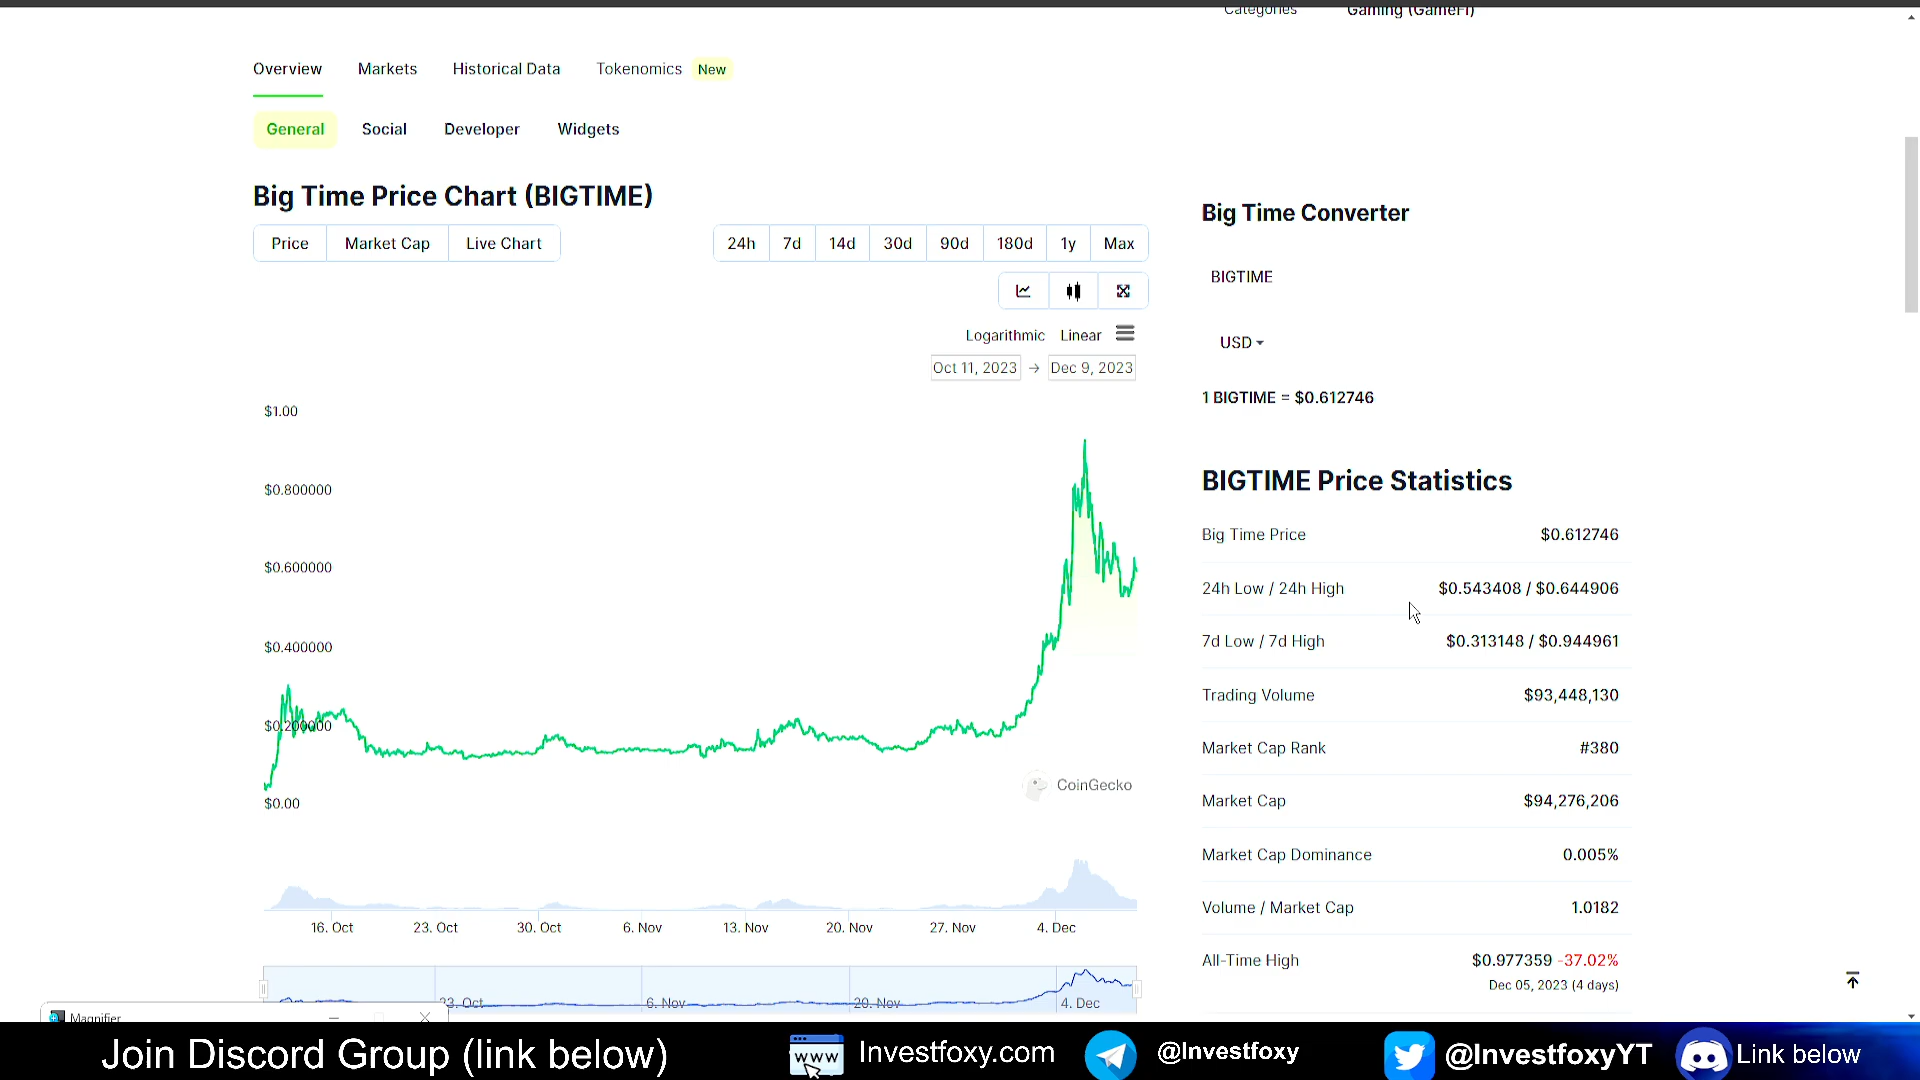 Categories Gaming (GameFi)
Overview Markets Historical Data Tokenomics New
General Social Developer Widgets
Big Time Price Chart (BIGTIME)
Price Market Cap Live Chart
24h 7d 14d 30d 90d 180d 1y Max
Logarithmic Linear
Oct 11, 2023 → Dec 9, 2023
$1.00
$0.800000
$0.600000
$0.400000
$0.200000
$0.00
CoinGecko
16. Oct 23. Oct 30. Oct 6. Nov 13. Nov 20. Nov 27. Nov 4. Dec
23. Oct 6. Nov 20. Nov 4. Dec
Big Time Converter
BIGTIME
USD
1 BIGTIME = $0.612746
BIGTIME Price Statistics
Big Time Price $0.612746
24h Low / 24h High $0.543408 / $0.644906
7d Low / 7d High $0.313148 / $0.944961
Trading Volume $93,448,130
Market Cap Rank #380
Market Cap $94,276,206
Market Cap Dominance 0.005%
Volume / Market Cap 1.0182
All-Time High $0.977359 -37.02%
Dec 05, 2023 (4 days)
Magnifier
Join Discord Group (link below) www Investfoxy.com @Investfoxy @InvestfoxyYT Link below